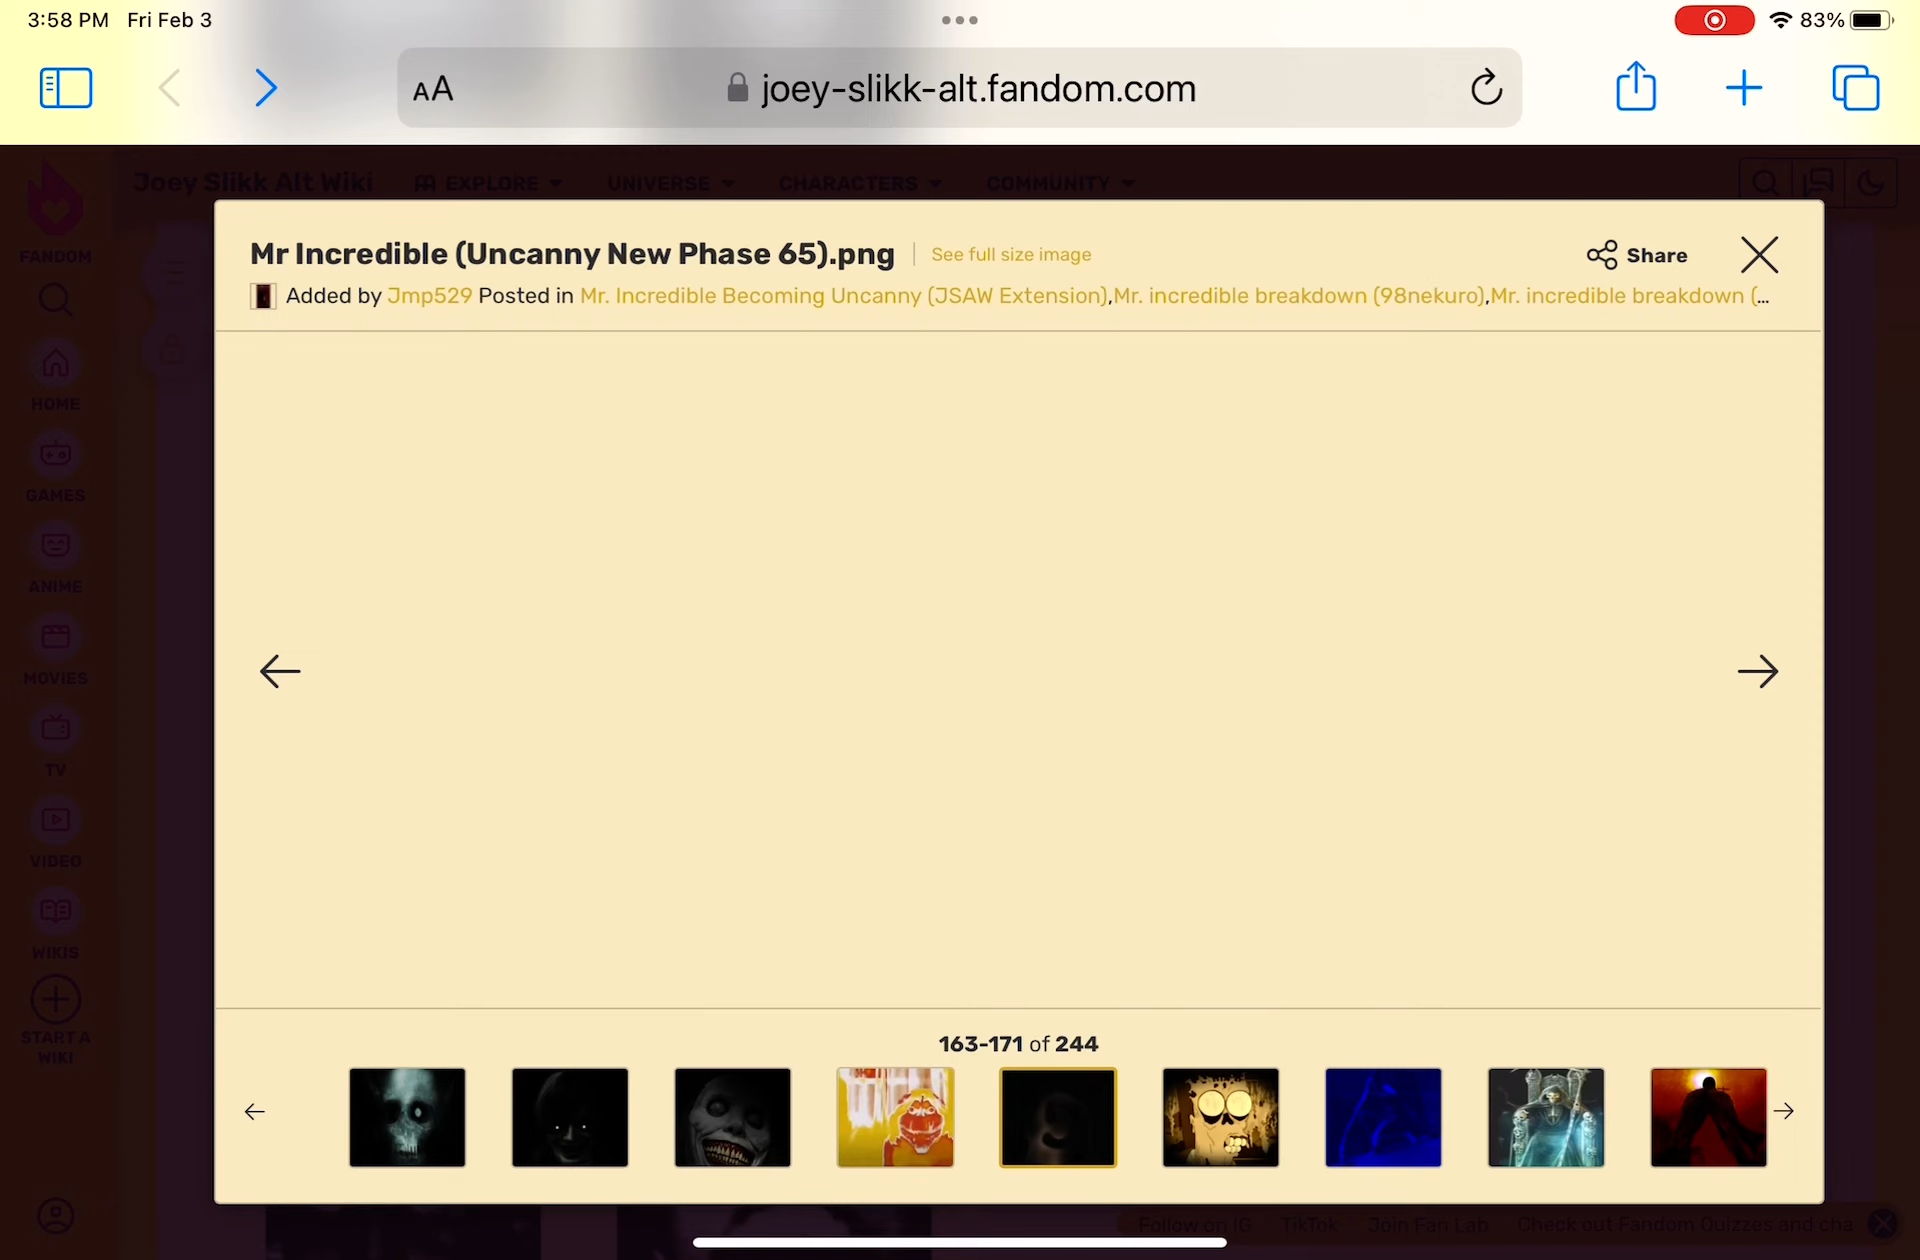 3:58 PM Fri Feb 3
83%
AA
joey-slikk-alt.fandom.com
Joey Slikk Alt Wiki
EXPLORE
UNIVERSE
CHARACTERS
COMMUNITY
FANDOM
HOME
GAMES
ANIME
MOVIES
TV
VIDEO
WIKIS
START A
WIKI
Mr Incredible (Uncanny New Phase 65).png
See full size image
Share
Added by Jmp529 Posted in Mr. Incredible Becoming Uncanny (JSAW Extension),Mr. incredible breakdown (98nekuro),Mr. incredible breakdown (...
163-171 of 244
Follow on IG TikTok Join Fan Lab Check out Fandom Quizzes and cha